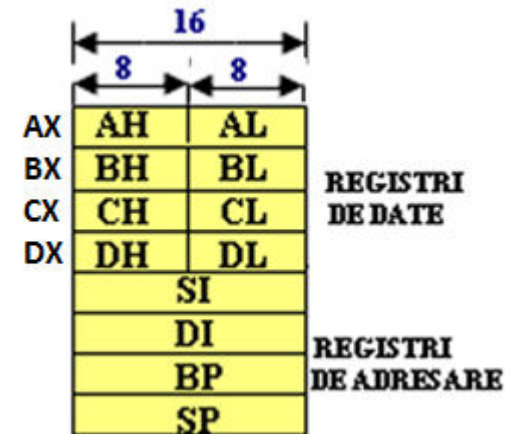 16
8 8
AX AH AL
BX BH BL
CX CH CL
DX DH DL
REGISTRI
DE DATE
SI
DI
BP
SP
REGISTRI
DE ADRESARE